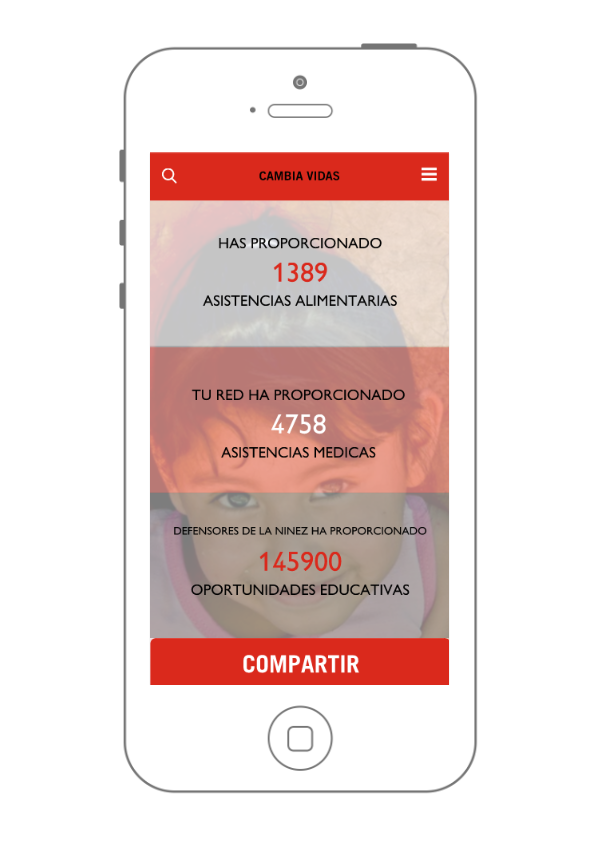 CAMBIA VIDAS
HAS PROPORCIONADO
1389
ASISTENCIAS ALIMENTARIAS
TU RED HA PROPORCIONADO
4758
ASISTENCIAS MEDICAS
DEFENSORES DE LA NINEZ HA PROPORCIONADO
145900
OPORTUNIDADES EDUCATIVAS
COMPARTIR